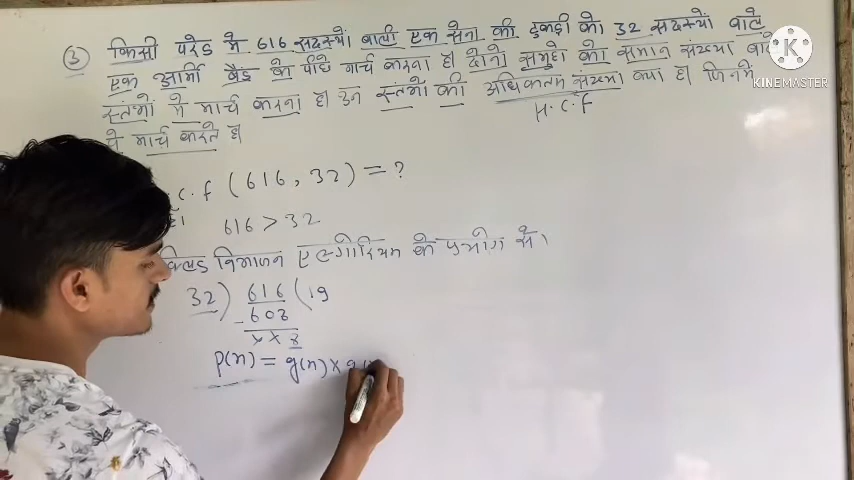 ③ किसी परेड मे 616 सदस्यों वाली एक सेना की टुकड़ी को 32 सदस्यों वाले
एक आर्मी बैंड के पीछे मार्च करना है। दोनो समुहो को समान संख्या वाले
स्तंभो मे मार्च करना है। उन स्तंभो की अधिकतम संख्या क्या है। जिनमें
H.C.F
वे मार्च करते है।
.C.f (616, 32) = ?
616 > 32
विभाजन एल्गोरिथम के प्रयोग से।
32) 616 (19
-608
× × 8
p(n) = g(n) × q(n
KINEMASTER